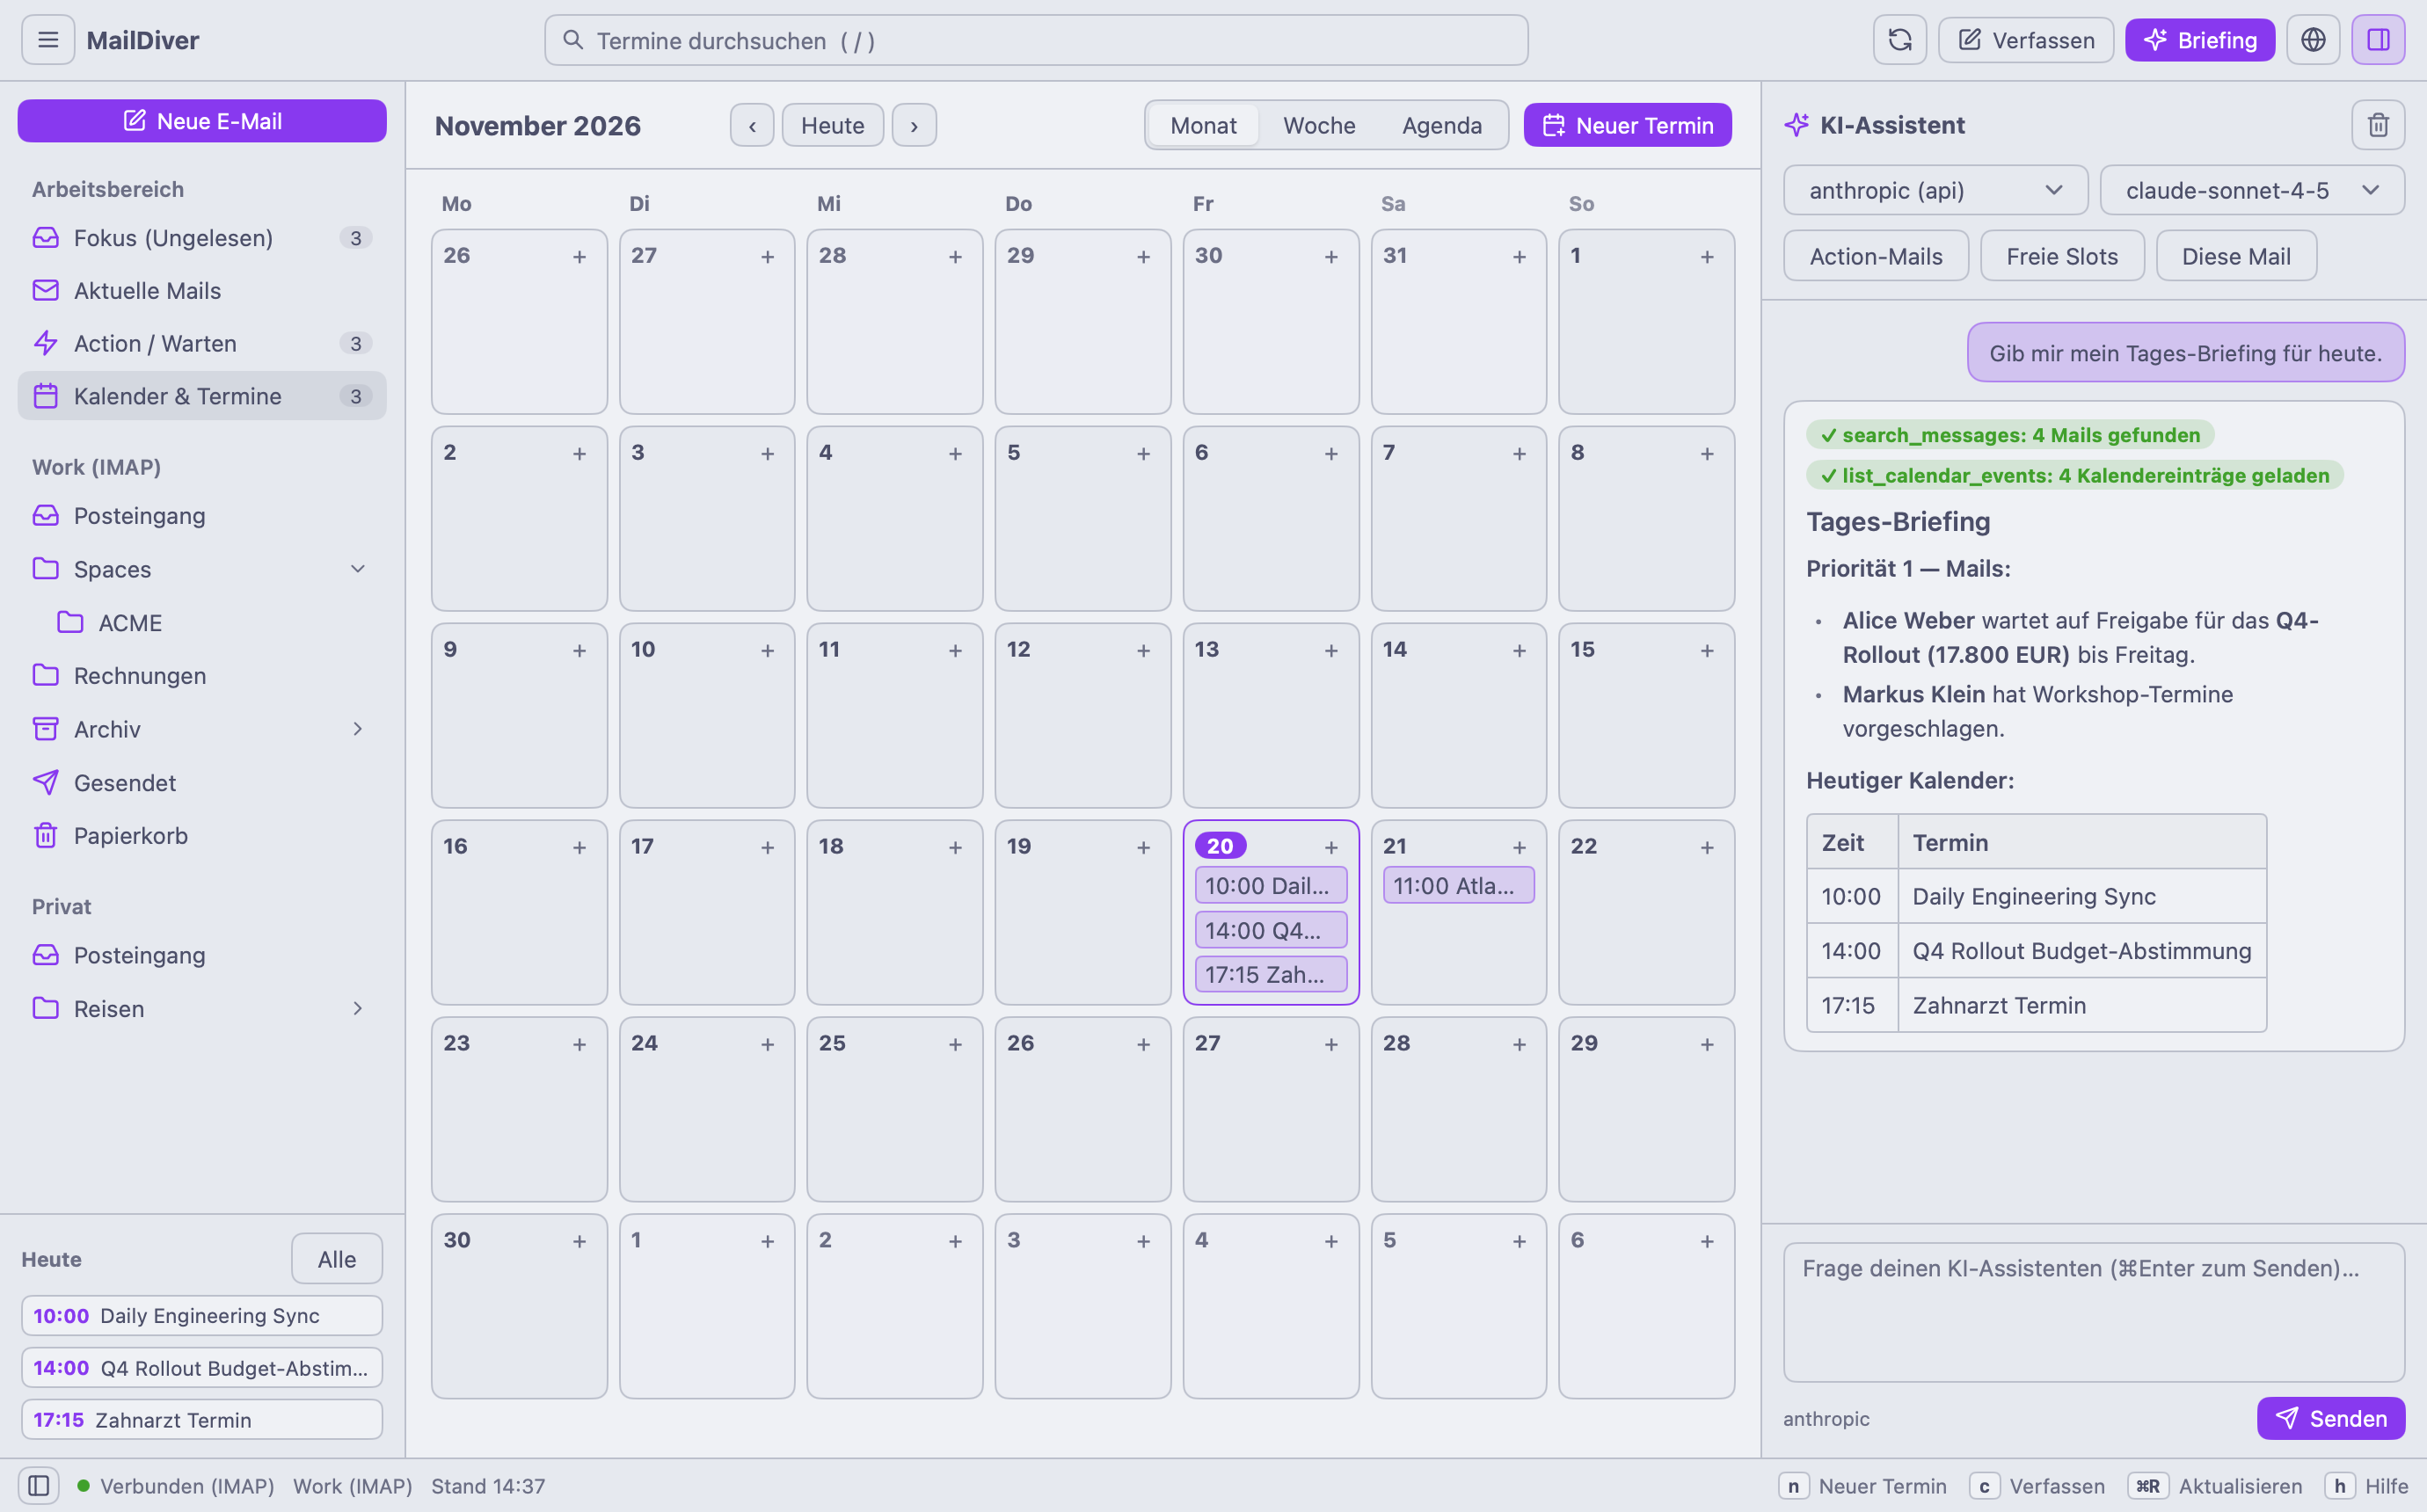 MailDiver
Termine durchsuchen ( / )
Verfassen
Briefing
Neue E-Mail
Arbeitsbereich
Fokus (Ungelesen) 3
Aktuelle Mails
Action / Warten 3
Kalender & Termine 3
Work (IMAP)
Posteingang
Spaces
ACME
Rechnungen
Archiv
Gesendet
Papierkorb
Privat
Posteingang
Reisen
Heute
Alle
10:00 Daily Engineering Sync
14:00 Q4 Rollout Budget-Abstim...
17:15 Zahnarzt Termin
November 2026
‹ Heute ›
Monat Woche Agenda
Neuer Termin
Mo Di Mi Do Fr Sa So
26 + 27 + 28 + 29 + 30 + 31 + 1 +
2 + 3 + 4 + 5 + 6 + 7 + 8 +
9 + 10 + 11 + 12 + 13 + 14 + 15 +
16 + 17 + 18 + 19 + 20 + 21 + 22 +
10:00 Dail... 11:00 Atla...
14:00 Q4...
17:15 Zah...
23 + 24 + 25 + 26 + 27 + 28 + 29 +
30 + 1 + 2 + 3 + 4 + 5 + 6 +
KI-Assistent
anthropic (api)
claude-sonnet-4-5
Action-Mails
Freie Slots
Diese Mail
Gib mir mein Tages-Briefing für heute.
✓ search_messages: 4 Mails gefunden
✓ list_calendar_events: 4 Kalendereinträge geladen
Tages-Briefing
Priorität 1 — Mails:
• Alice Weber wartet auf Freigabe für das Q4-
Rollout (17.800 EUR) bis Freitag.
• Markus Klein hat Workshop-Termine
vorgeschlagen.
Heutiger Kalender:
Zeit Termin
10:00 Daily Engineering Sync
14:00 Q4 Rollout Budget-Abstimmung
17:15 Zahnarzt Termin
Frage deinen KI-Assistenten (⌘Enter zum Senden)...
anthropic
Senden
Verbunden (IMAP) Work (IMAP) Stand 14:37
n Neuer Termin c Verfassen ⌘R Aktualisieren h Hilfe